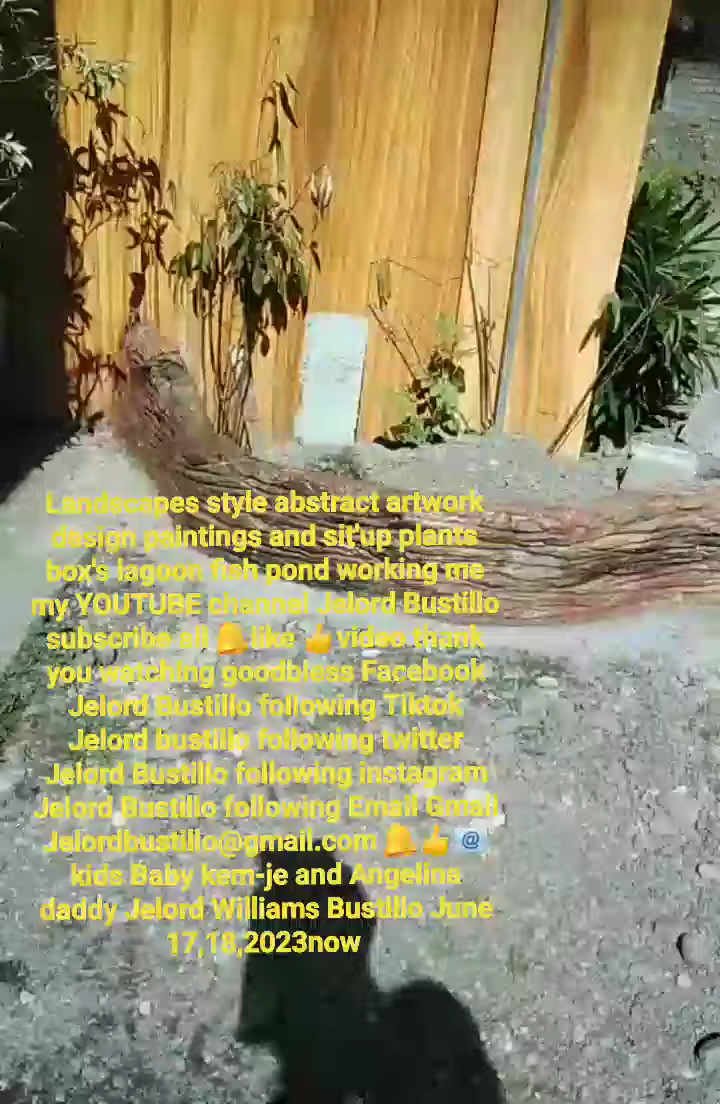 Landscapes style abstract artwork
design paintings and sit'up plants
box's lagoon fish pond working me
my YOUTUBE channel Jelord Bustillo
subscribe all 🔔 like 👍 video thank
you watching goodbless Facebook
Jelord Bustillo following Tiktok
Jelord bustillo following twitter
Jelord Bustillo following instagram
Jelord Bustillo following Email Gmail
Jelordbustillo@gmail.com 🔔👍📧
kids Baby kem-je and Angelina
daddy Jelord Williams Bustillo June
17,18,2023now